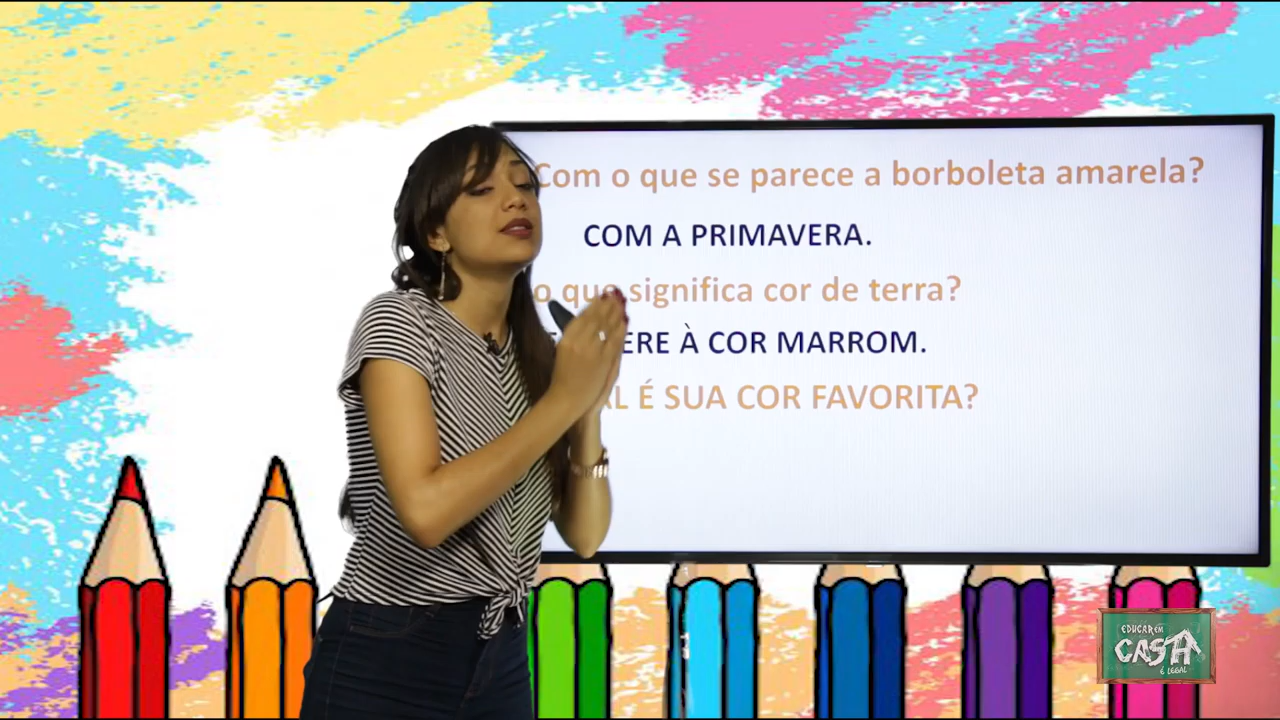 Com o que se parece a borboleta amarela?
COM A PRIMAVERA.
o que significa cor de terra?
À COR MARROM.
É SUA COR FAVORITA?
EDUCAR EM
CASA
É LEGAL